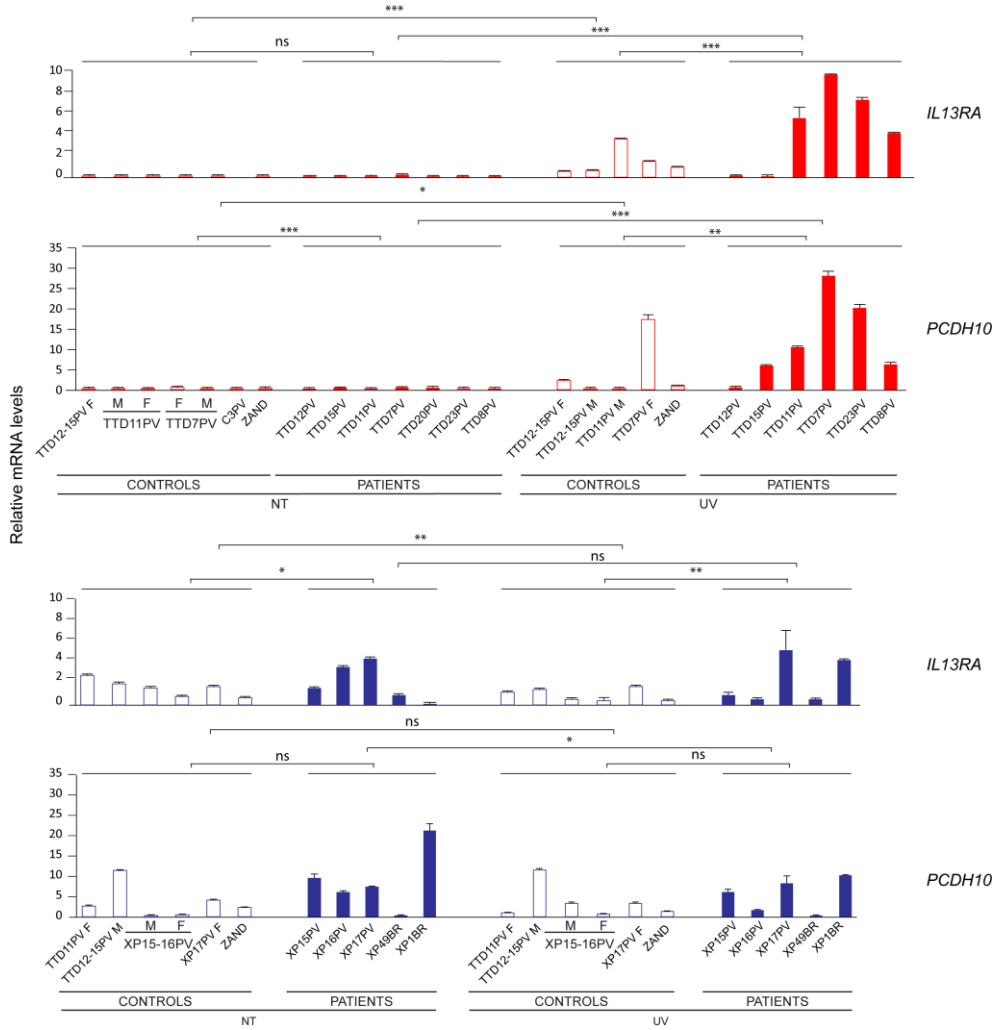 ***
***
ns
***
10
8
6
4
2
0
IL13RA
*
***
***
**
35
30
25
20
15
10
5
0
PCDH10
TTD12-15PV F
M F
TTD11PV
F M
TTD7PV
C3PV
ZAND
TTD12PV
TTD15PV
TTD11PV
TTD7PV
TTD20PV
TTD23PV
TTD8PV
TTD12-15PV F
TTD12-15PV M
TTD11PV M
TTD7PV F
ZAND
TTD12PV
TTD15PV
TTD11PV
TTD7PV
TTD23PV
TTD8PV
CONTROLS PATIENTS CONTROLS PATIENTS
NT UV
Relative mRNA levels
**
ns
*
**
10
8
6
4
2
0
IL13RA
ns
*
ns
ns
35
30
25
20
15
10
5
0
PCDH10
TTD11PV F
TTD12-15PV M
M F
XP15-16PV
XP17PV F
ZAND
XP15PV
XP16PV
XP17PV
XP49BR
XP1BR
TTD11PV F
TTD12-15PV M
M F
XP15-16PV
XP17PV F
ZAND
XP15PV
XP16PV
XP17PV
XP49BR
XP1BR
CONTROLS PATIENTS CONTROLS PATIENTS
NT UV